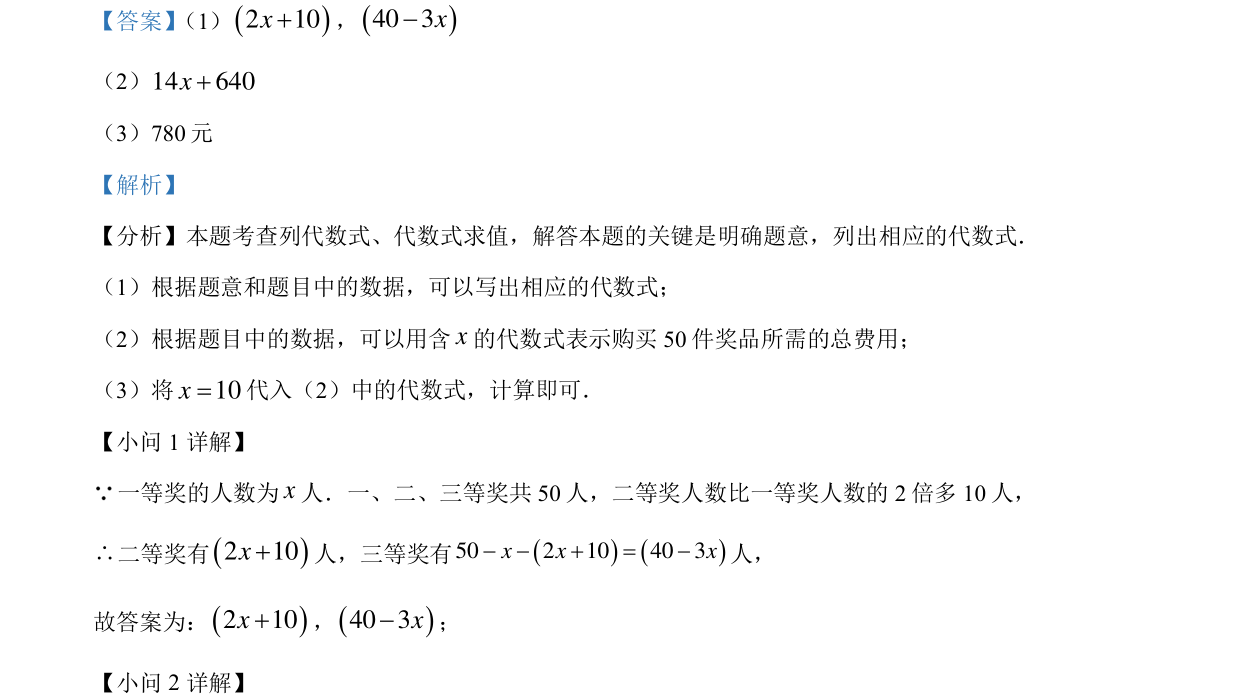 【答案】（1）(2x+10)，(40−3x)
（2）14x+640
（3）780 元
【解析】
【分析】本题考查列代数式、代数式求值，解答本题的关键是明确题意，列出相应的代数式．
（1）根据题意和题目中的数据，可以写出相应的代数式；
（2）根据题目中的数据，可以用含 x 的代数式表示购买 50 件奖品所需的总费用；
（3）将 x=10 代入（2）中的代数式，计算即可．
【小问 1 详解】
∵一等奖的人数为 x 人．一、二、三等奖共 50 人，二等奖人数比一等奖人数的 2 倍多 10 人，
∴二等奖有(2x+10)人，三等奖有50−x−(2x+10)=(40−3x)人，
故答案为：(2x+10)，(40−3x)；
【小问 2 详解】